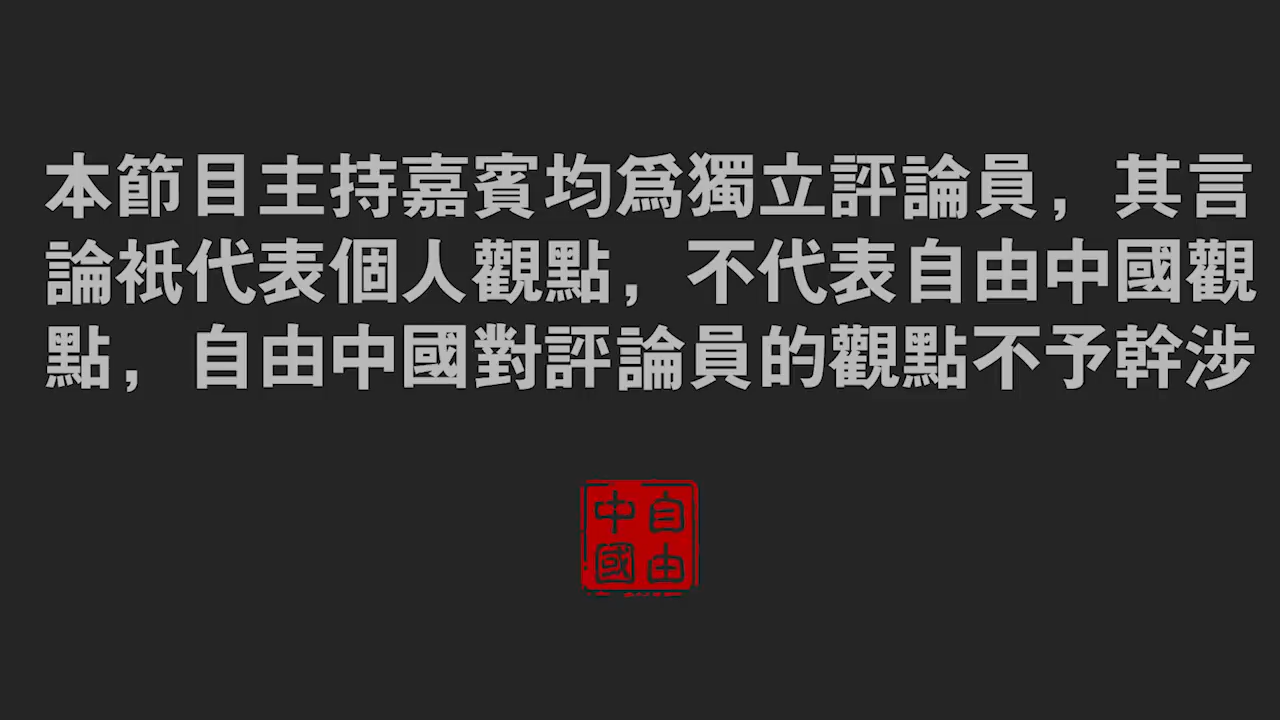 本節目主持嘉賓均爲獨立評論員，其言
論祇代表個人觀點，不代表自由中國觀
點，自由中國對評論員的觀點不予幹涉
自由
中國